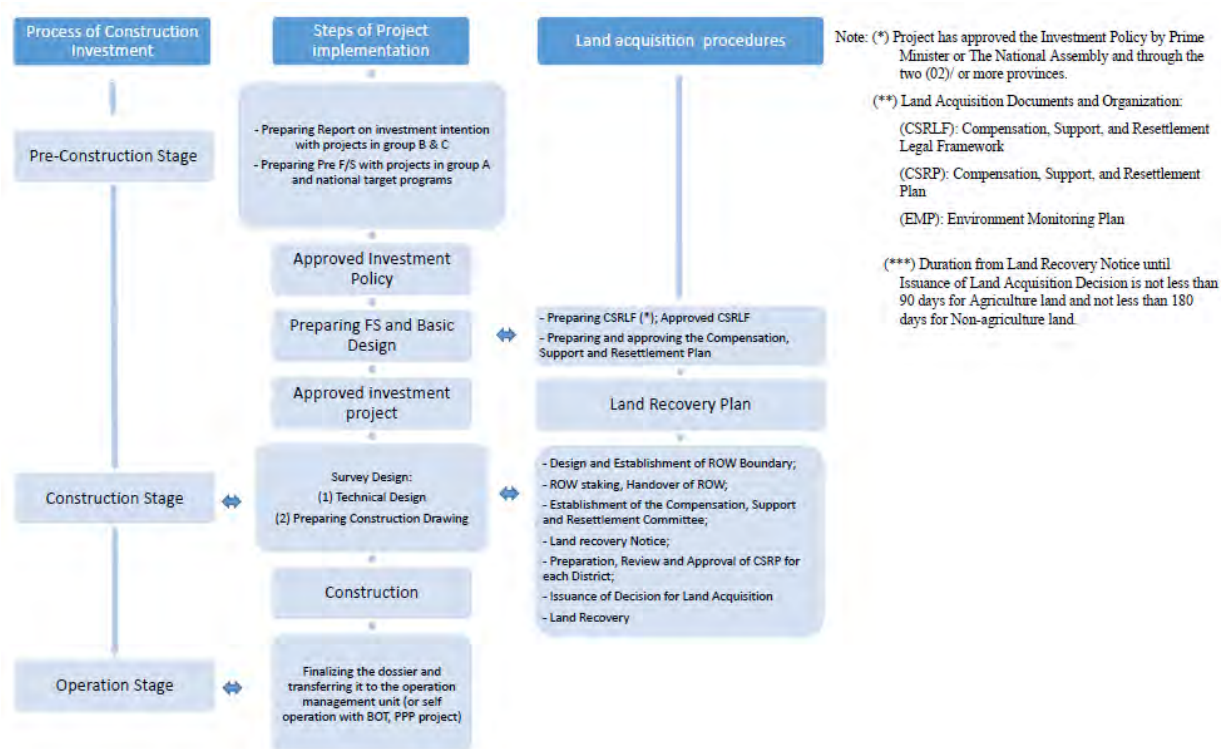 Process of Construction
Investment
Pre-Construction Stage
Construction Stage
Operation Stage
Steps of Project
implementation
- Preparing Report on investment intention
with projects in group B & C
- Preparing Pre F/S with projects in group A
and national target programs
Approved Investment
Policy
Preparing FS and Basic
Design
Approved investment
project
Survey Design:
(1) Technical Design
(2) Preparing Construction Drawing
Construction
Finalizing the dossier and
transferring it to the operation
management unit (or self
operation with BOT, PPP project)
Land acquisition procedures
- Preparing CSRLF (*); Approved CSRLF
- Preparing and approving the Compensation,
Support and Resettlement Plan
Land Recovery Plan
- Design and Establishment of ROW Boundary;
- ROW staking, Handover of ROW;
- Establishment of the Compensation, Support
and Resettlement Committee;
- Land recovery Notice;
- Preparation, Review and Approval of CSRP for
each District;
- Issuance of Decision for Land Acquisition
- Land Recovery
Note: (*) Project has approved the Investment Policy by Prime
Minister or The National Assembly and through the
two (02)/ or more provinces.
(**) Land Acquisition Documents and Organization:
(CSRLF): Compensation, Support, and Resettlement
Legal Framework
(CSRP): Compensation, Support, and Resettlement
Plan
(EMP): Environment Monitoring Plan
(***) Duration from Land Recovery Notice until
Issuance of Land Acquisition Decision is not less than
90 days for Agriculture land and not less than 180
days for Non-agriculture land.